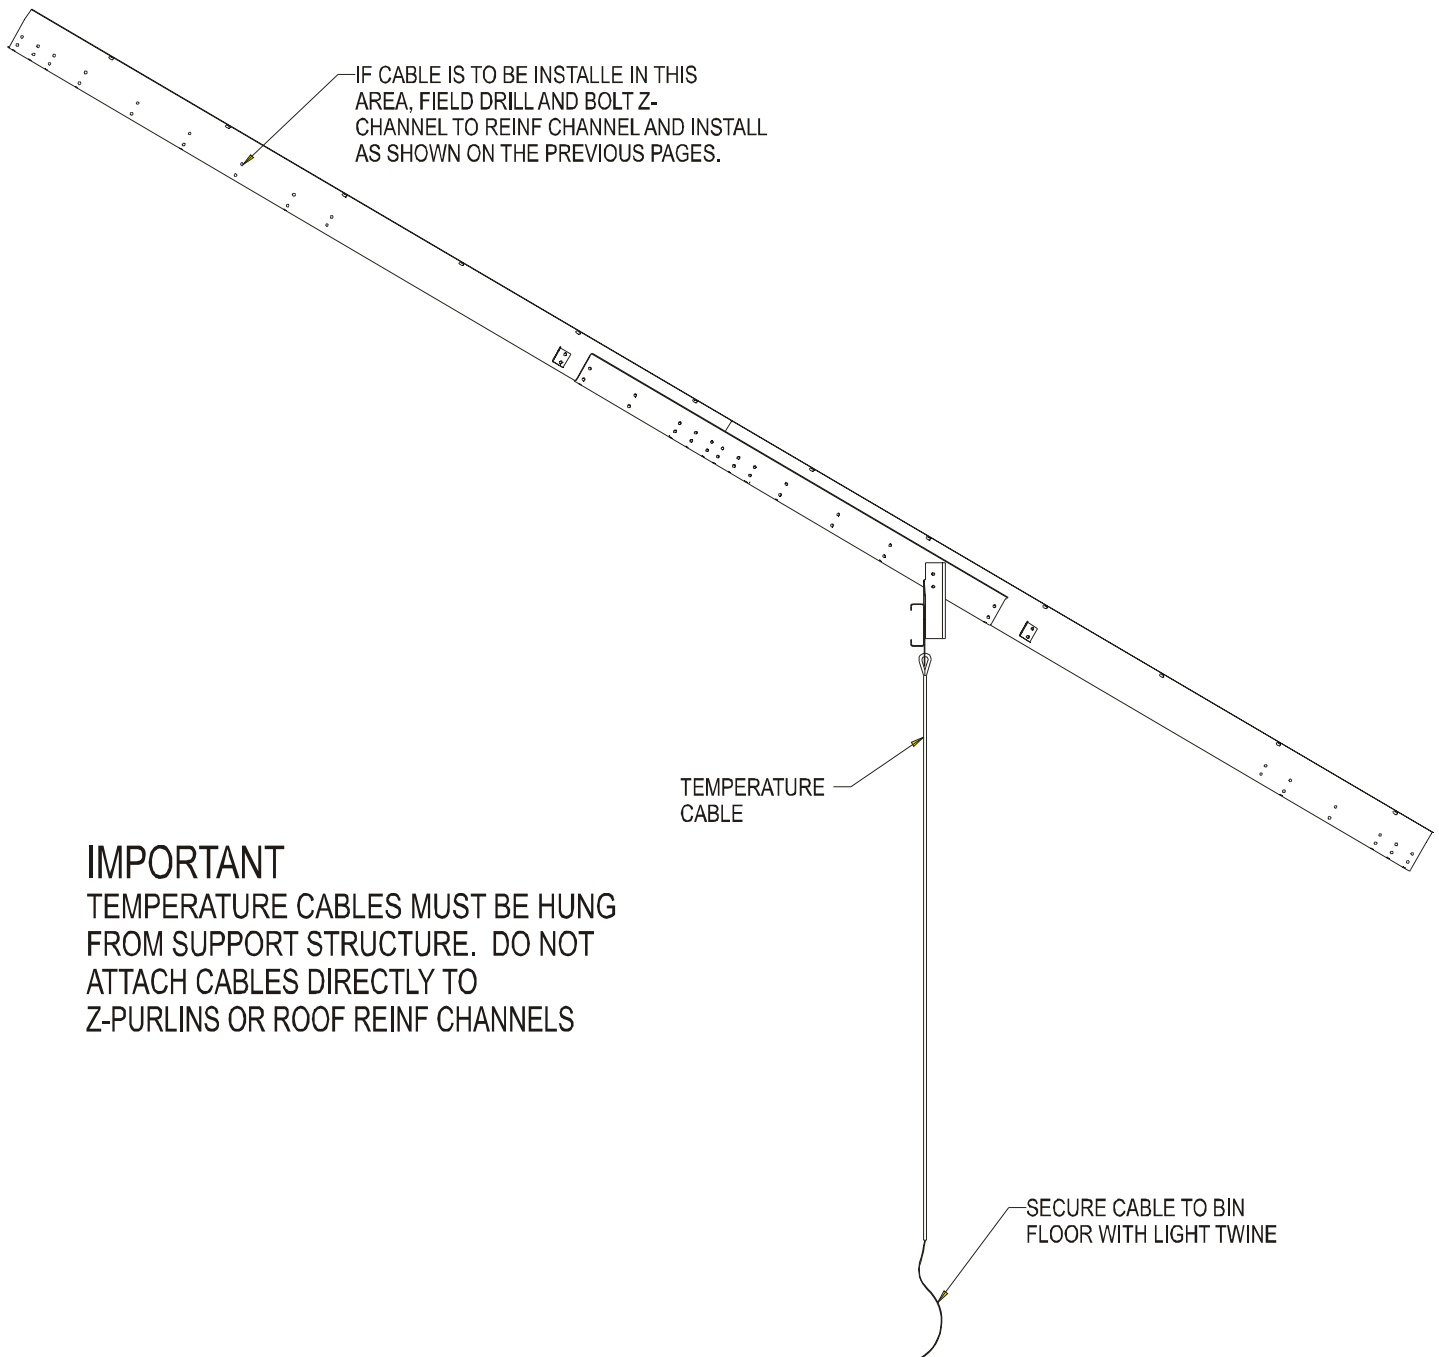 IF CABLE IS TO BE INSTALLE IN THIS
AREA, FIELD DRILL AND BOLT Z-
CHANNEL TO REINF CHANNEL AND INSTALL
AS SHOWN ON THE PREVIOUS PAGES.
TEMPERATURE
CABLE
IMPORTANT
TEMPERATURE CABLES MUST BE HUNG
FROM SUPPORT STRUCTURE. DO NOT
ATTACH CABLES DIRECTLY TO
Z-PURLINS OR ROOF REINF CHANNELS
SECURE CABLE TO BIN
FLOOR WITH LIGHT TWINE